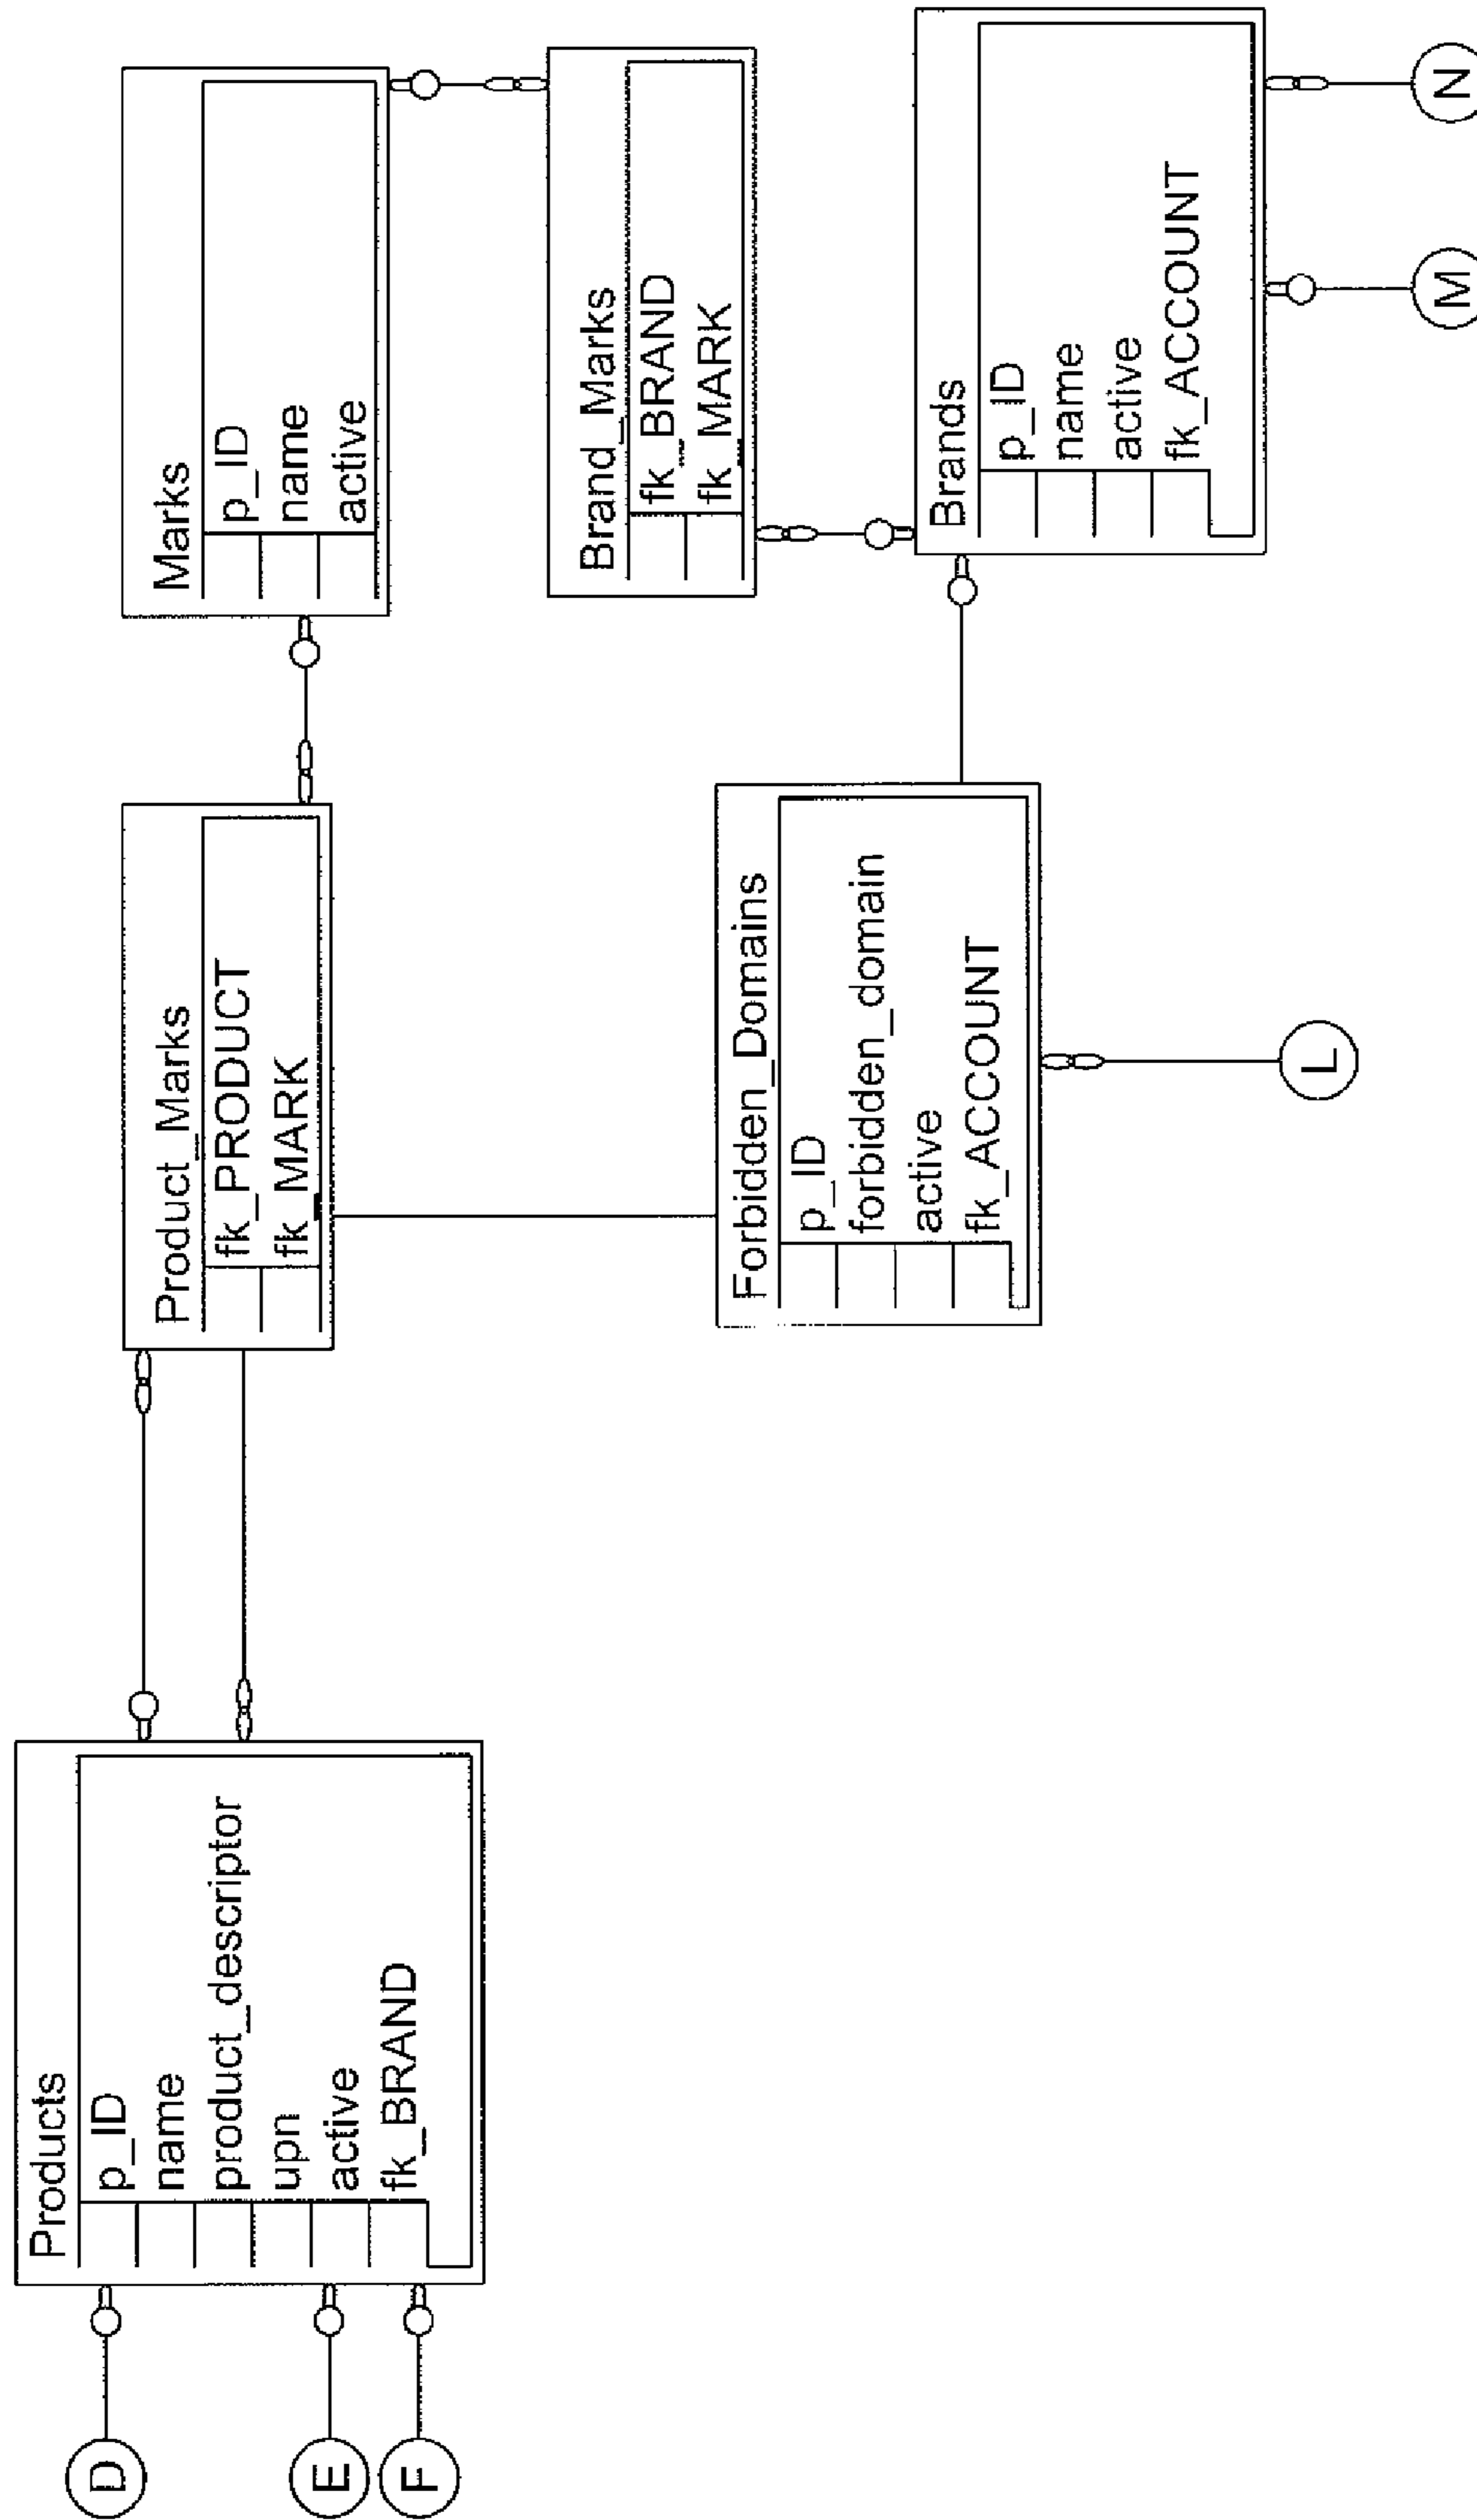 Products
p_ID
name
product_descriptor
upn
active
fk_BRAND
D
E
F
Product_Marks
fk_PRODUCT
fk_MARK
Marks
p_ID
name
active
Brand_Marks
fk_BRAND
fk_MARK
Forbidden_Domains
p_ID
forbidden_domain
active
fk_ACCOUNT
L
Brands
p_ID
name
active
fk_ACCOUNT
M
N